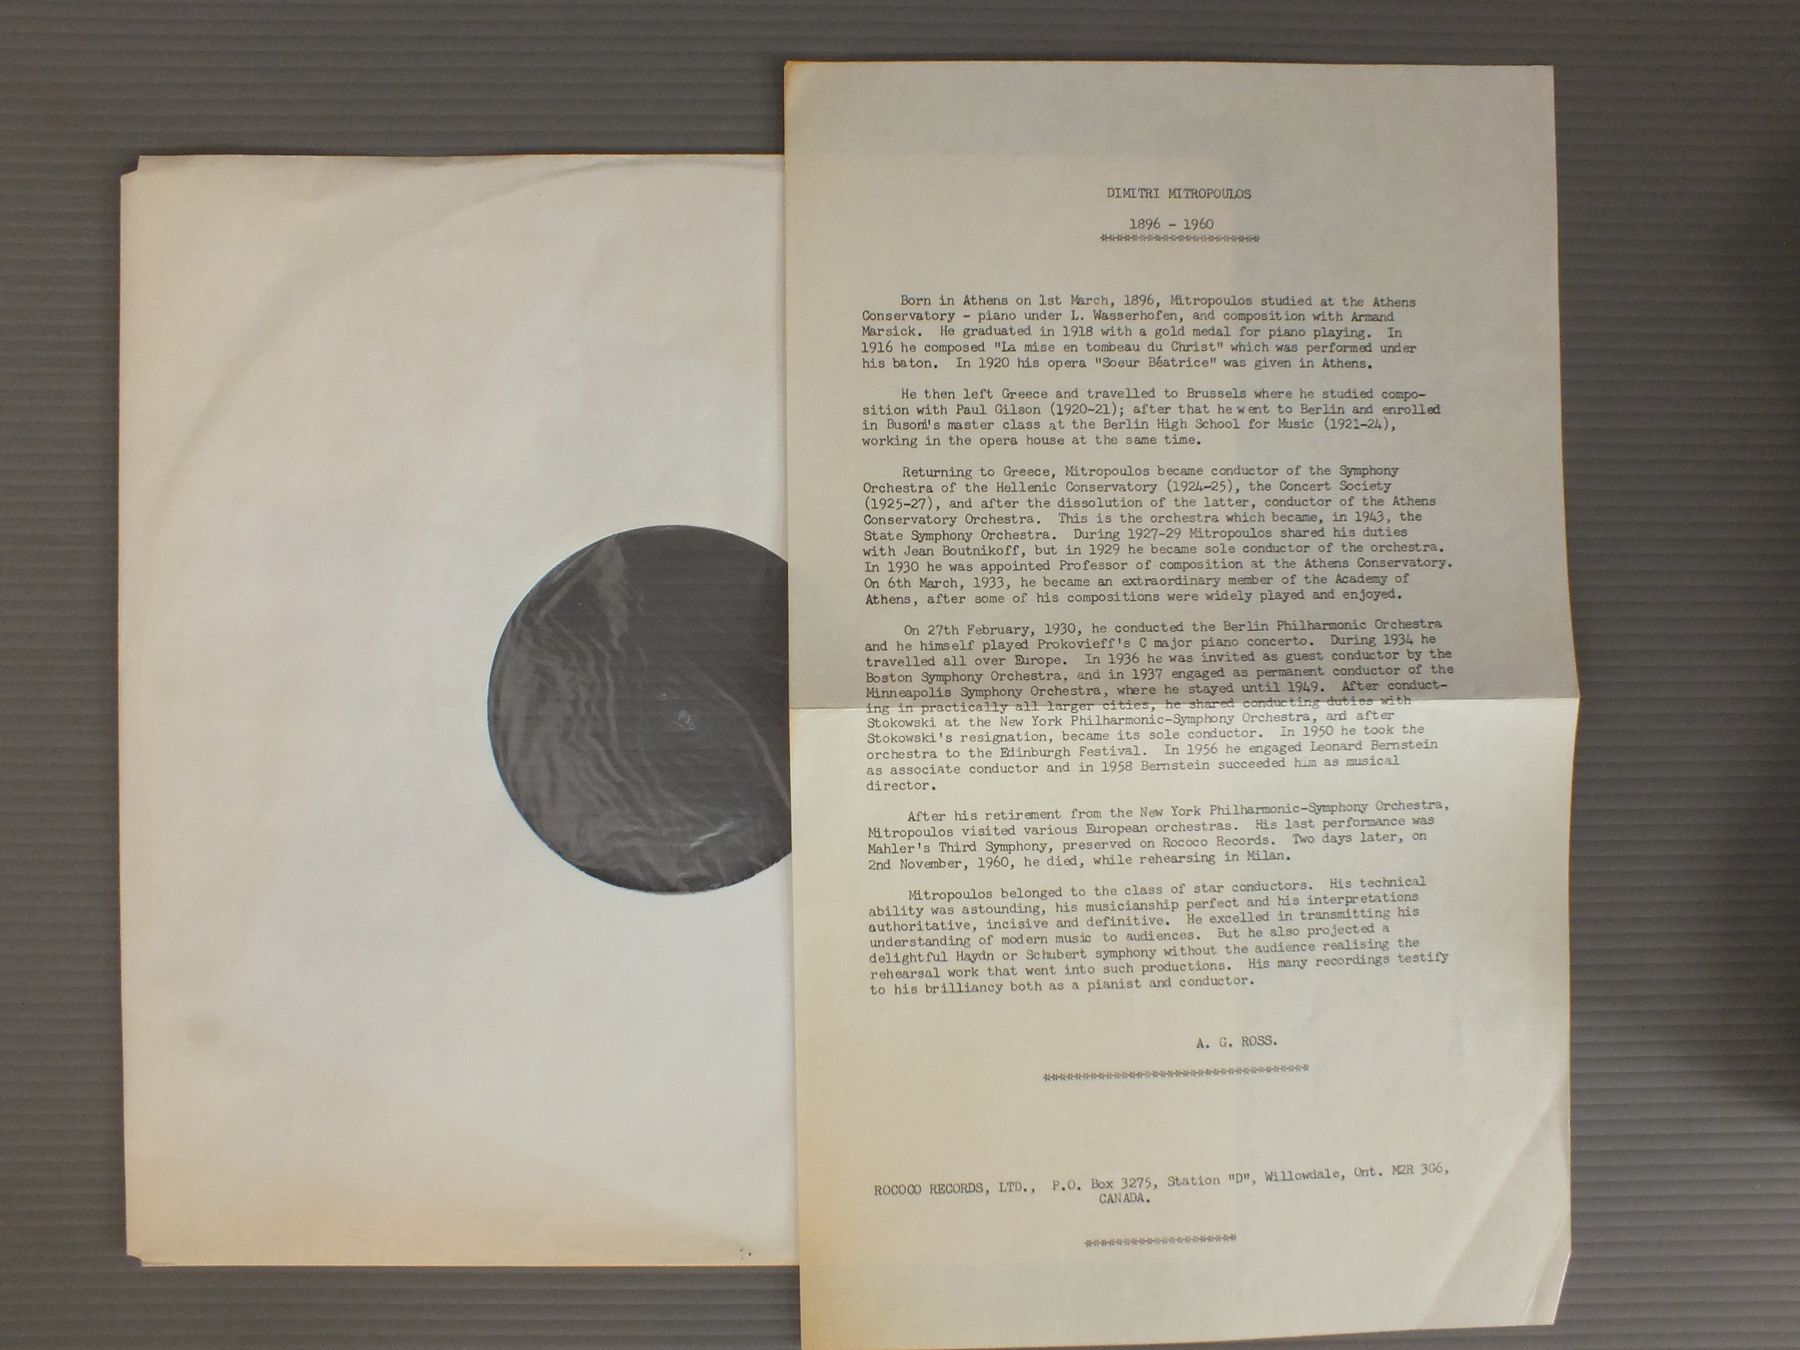 DIMITRI MITROPOULOS
1896 - 1960
********************
Born in Athens on 1st March, 1896, Mitropoulos studied at the Athens
Conservatory - piano under L. Wasserhofen, and composition with Armand
Marsick. He graduated in 1918 with a gold medal for piano playing. In
1916 he composed "La mise en tombeau du Christ" which was performed under
his baton. In 1920 his opera "Soeur Béatrice" was given in Athens.
He then left Greece and travelled to Brussels where he studied compo-
sition with Paul Gilson (1920-21); after that he went to Berlin and enrolled
in Busoni's master class at the Berlin High School for Music (1921-24),
working in the opera house at the same time.
Returning to Greece, Mitropoulos became conductor of the Symphony
Orchestra of the Hellenic Conservatory (1924-25), the Concert Society
(1925-27), and after the dissolution of the latter, conductor of the Athens
Conservatory Orchestra. This is the orchestra which became, in 1943, the
State Symphony Orchestra. During 1927-29 Mitropoulos shared his duties
with Jean Boutnikoff, but in 1929 he became sole conductor of the orchestra.
In 1930 he was appointed Professor of composition at the Athens Conservatory.
On 6th March, 1933, he became an extraordinary member of the Academy of
Athens, after some of his compositions were widely played and enjoyed.
On 27th February, 1930, he conducted the Berlin Philharmonic Orchestra
and he himself played Prokovieff's C major piano concerto. During 1934 he
travelled all over Europe. In 1936 he was invited as guest conductor by the
Boston Symphony Orchestra, and in 1937 engaged as permanent conductor of the
Minneapolis Symphony Orchestra, where he stayed until 1949. After conduct-
ing in practically all larger cities, he shared conducting duties with
Stokowski at the New York Philharmonic-Symphony Orchestra, and after
Stokowski's resignation, became its sole conductor. In 1950 he took the
orchestra to the Edinburgh Festival. In 1956 he engaged Leonard Bernstein
as associate conductor and in 1958 Bernstein succeeded him as musical
director.
After his retirement from the New York Philharmonic-Symphony Orchestra,
Mitropoulos visited various European orchestras. His last performance was
Mahler's Third Symphony, preserved on Rococo Records. Two days later, on
2nd November, 1960, he died, while rehearsing in Milan.
Mitropoulos belonged to the class of star conductors. His technical
ability was astounding, his musicianship perfect and his interpretations
authoritative, incisive and definitive. He excelled in transmitting his
understanding of modern music to audiences. But he also projected a
delightful Haydn or Schubert symphony without the audience realising the
rehearsal work that went into such productions. His many recordings testify
to his brilliancy both as a pianist and conductor.
A. G. ROSS.
**********************************
ROCOCO RECORDS, LTD., P.O. Box 3275, Station "D", Willowdale, Ont. M2R 3G6,
CANADA.
*******************